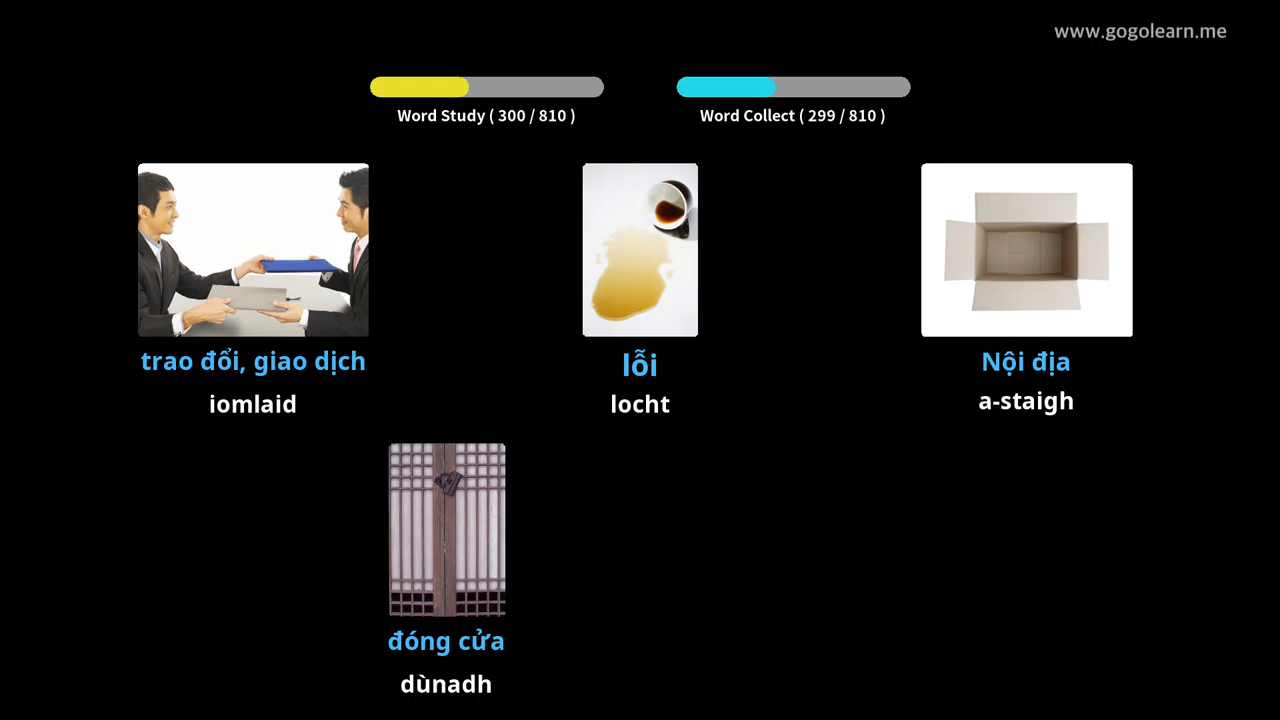 www.gogolearn.me
Word Study ( 300 / 810 )
Word Collect ( 299 / 810 )
trao đổi, giao dịch
iomlaid
lỗi
locht
Nội địa
a-staigh
đóng cửa
dùnadh